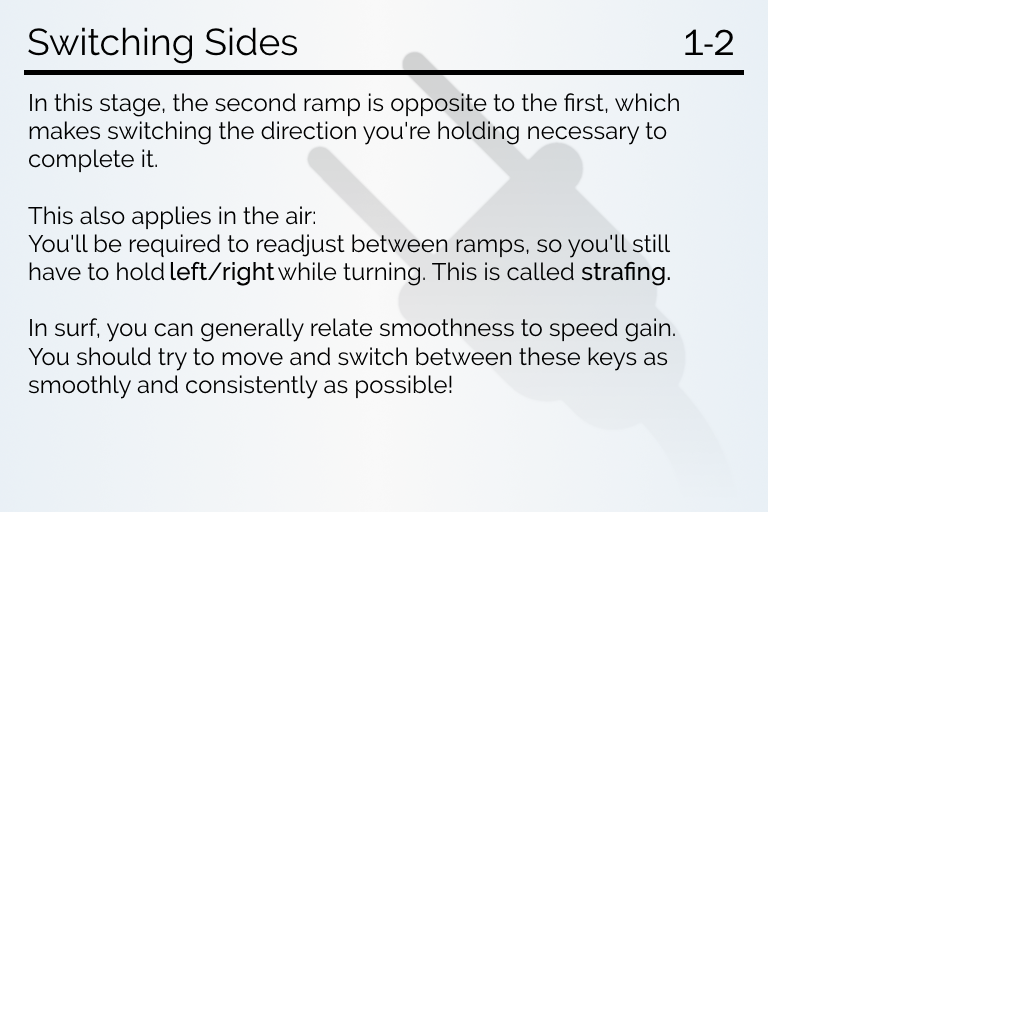 Switching Sides 1-2
In this stage, the second ramp is opposite to the first, which
makes switching the direction you're holding necessary to
complete it.
This also applies in the air:
You'll be required to readjust between ramps, so you'll still
have to hold left/right while turning. This is called strafing.
In surf, you can generally relate smoothness to speed gain.
You should try to move and switch between these keys as
smoothly and consistently as possible!